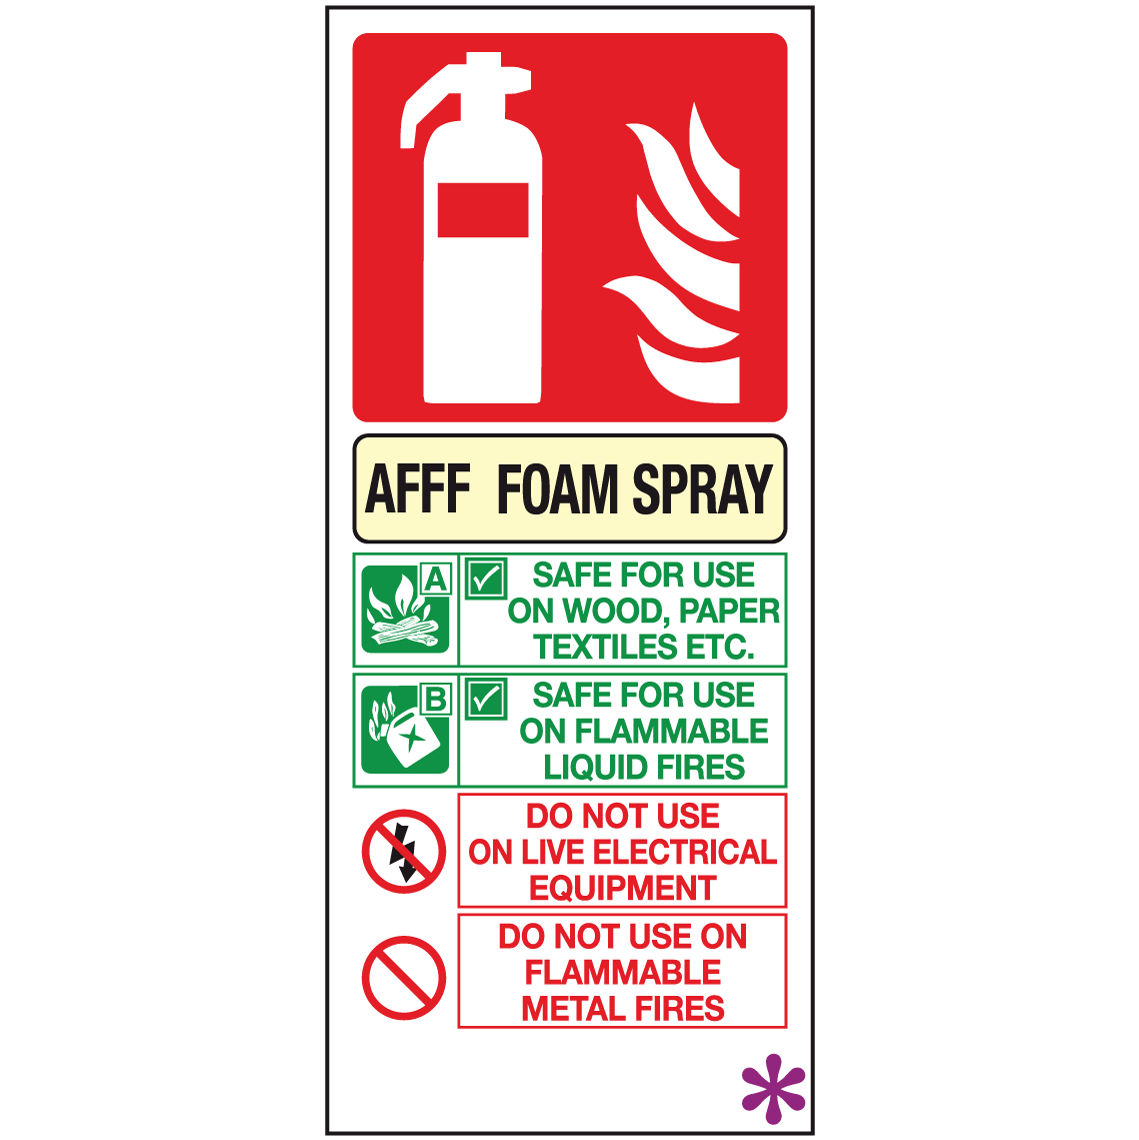 AFFF FOAM SPRAY
A
SAFE FOR USE
ON WOOD, PAPER
TEXTILES ETC.
B
SAFE FOR USE
ON FLAMMABLE
LIQUID FIRES
DO NOT USE
ON LIVE ELECTRICAL
EQUIPMENT
DO NOT USE ON
FLAMMABLE
METAL FIRES